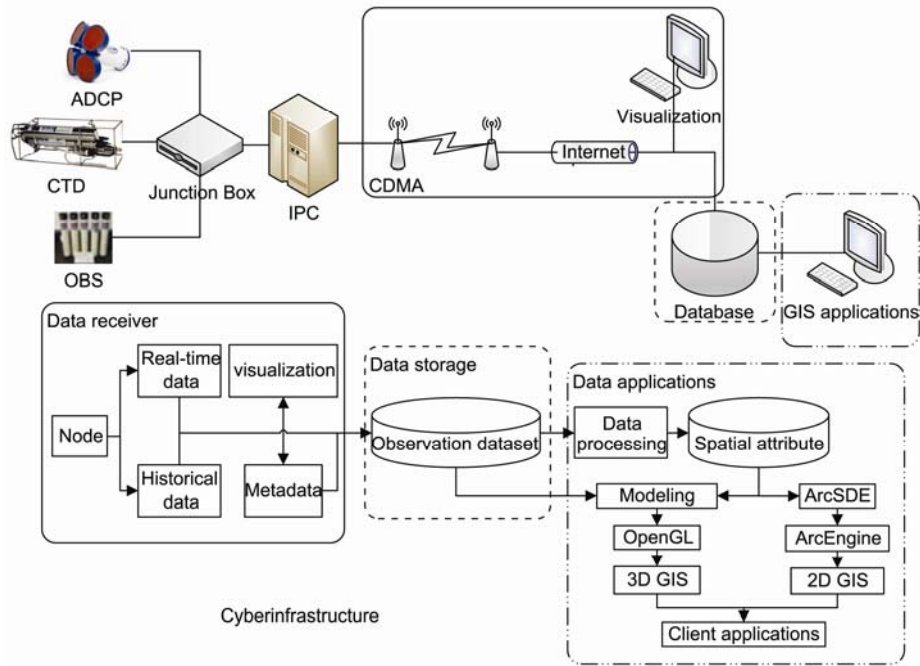 ADCP
CTD
OBS
Junction Box
IPC
CDMA
Internet
Visualization
Database
GIS applications
Data receiver
Node
Real-time
data
Historical
data
visualization
Metadata
Data storage
Observation dataset
Data applications
Data
processing
Spatial attribute
Modeling
ArcSDE
OpenGL
ArcEngine
3D GIS
2D GIS
Client applications
Cyberinfrastructure